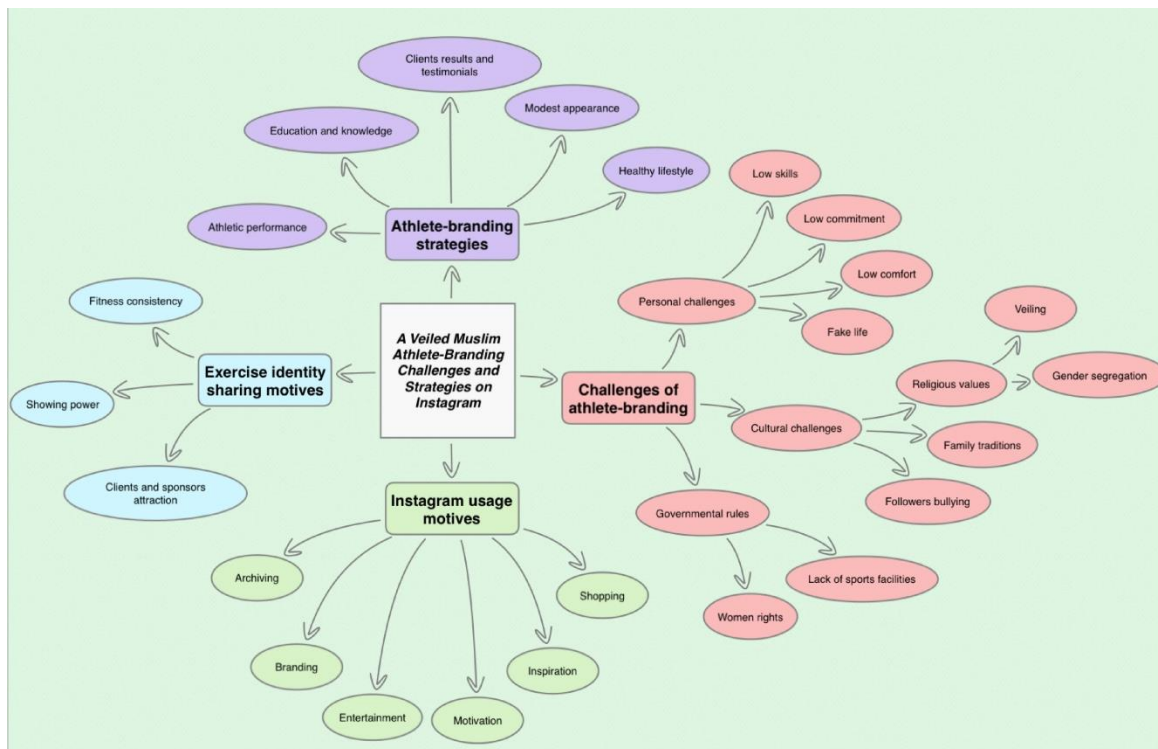 Clients results and
testimonials
Modest appearance
Education and knowledge
Healthy lifestyle
Athletic performance
Athlete-branding
strategies
A Veiled Muslim
Athlete-Branding
Challenges and
Strategies on
Instagram
Exercise identity
sharing motives
Fitness consistency
Showing power
Clients and sponsors
attraction
Instagram usage
motives
Archiving
Branding
Entertainment
Motivation
Inspiration
Shopping
Challenges of
athlete-branding
Personal challenges
Low skills
Low commitment
Low comfort
Fake life
Cultural challenges
Religious values
Veiling
Gender segregation
Family traditions
Followers bullying
Governmental rules
Lack of sports facilities
Women rights